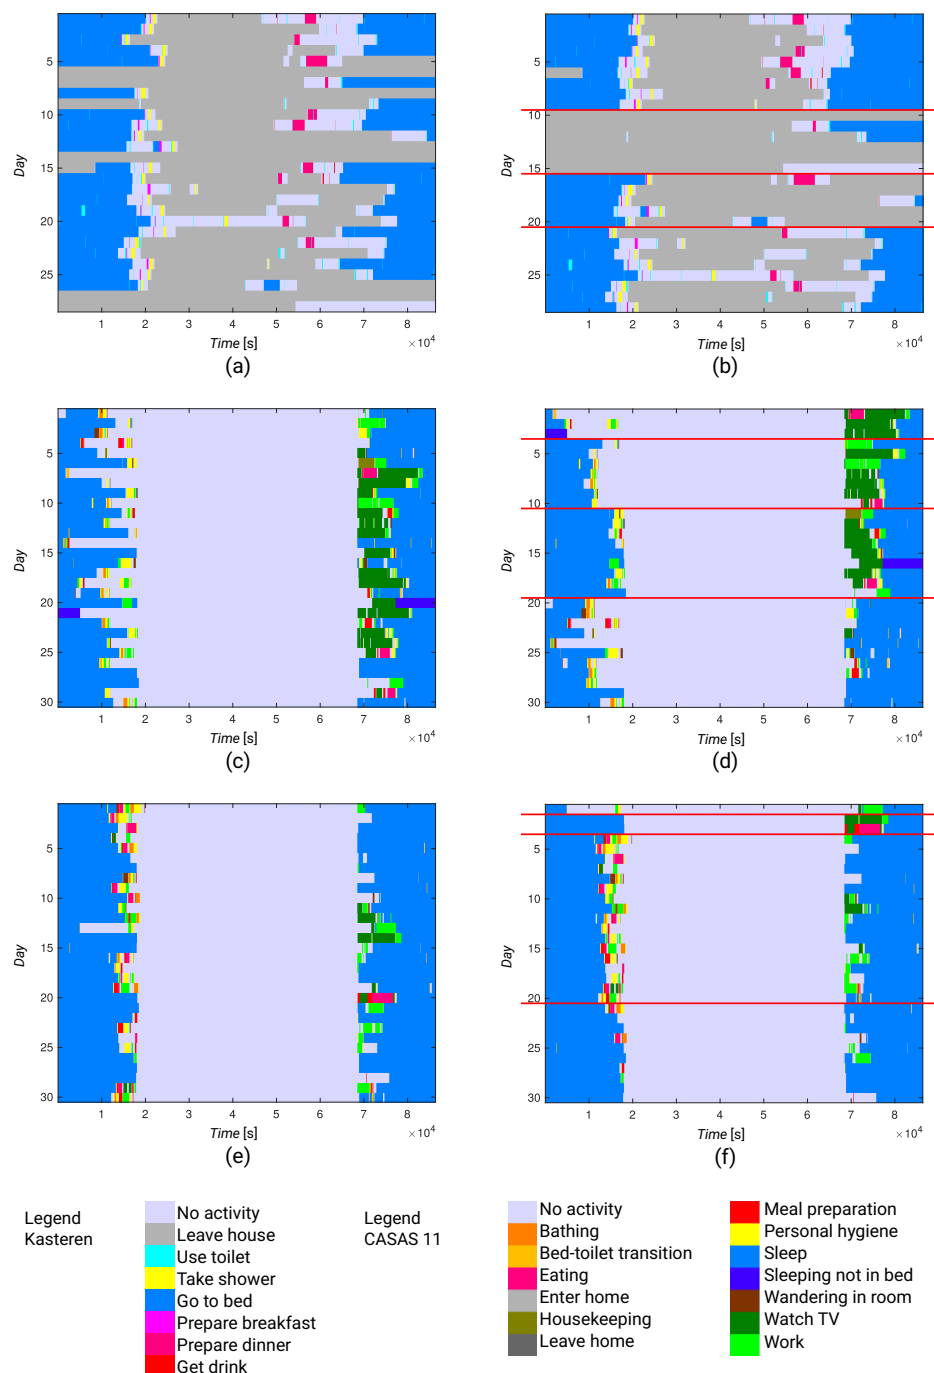 5
10
15
20
25
Day
1 2 3 4 5 6 7 8
Time [s]
× 10⁴
(a)
5
10
15
20
25
Day
1 2 3 4 5 6 7 8
Time [s]
× 10⁴
(b)
5
10
15
20
25
30
Day
1 2 3 4 5 6 7 8
Time [s]
× 10⁴
(c)
5
10
15
20
25
30
Day
1 2 3 4 5 6 7 8
Time [s]
× 10⁴
(d)
5
10
15
20
25
30
Day
1 2 3 4 5 6 7 8
Time [s]
× 10⁴
(e)
5
10
15
20
25
30
Day
1 2 3 4 5 6 7 8
Time [s]
× 10⁴
(f)
Legend
Kasteren
No activity
Leave house
Use toilet
Take shower
Go to bed
Prepare breakfast
Prepare dinner
Get drink
Legend
CASAS 11
No activity
Bathing
Bed-toilet transition
Eating
Enter home
Housekeeping
Leave home
Meal preparation
Personal hygiene
Sleep
Sleeping not in bed
Wandering in room
Watch TV
Work